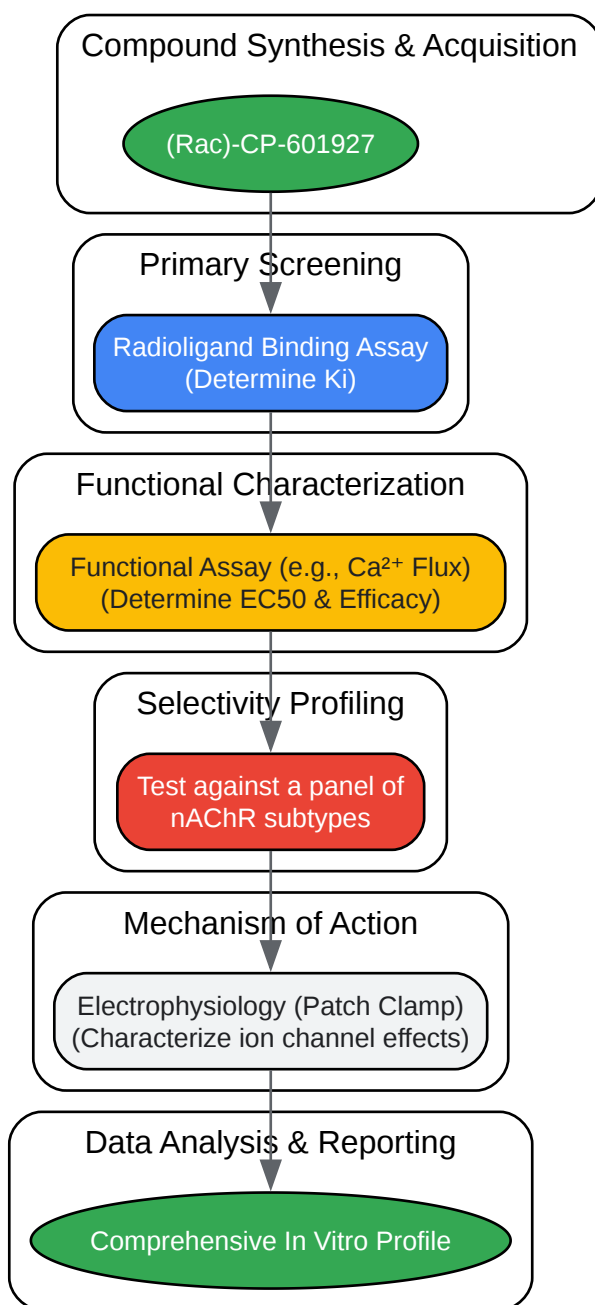 Compound Synthesis & Acquisition
(Rac)-CP-601927
Primary Screening
Radioligand Binding Assay
(Determine Ki)
Functional Characterization
Functional Assay (e.g., Ca²⁺ Flux)
(Determine EC50 & Efficacy)
Selectivity Profiling
Test against a panel of
nAChR subtypes
Mechanism of Action
Electrophysiology (Patch Clamp)
(Characterize ion channel effects)
Data Analysis & Reporting
Comprehensive In Vitro Profile